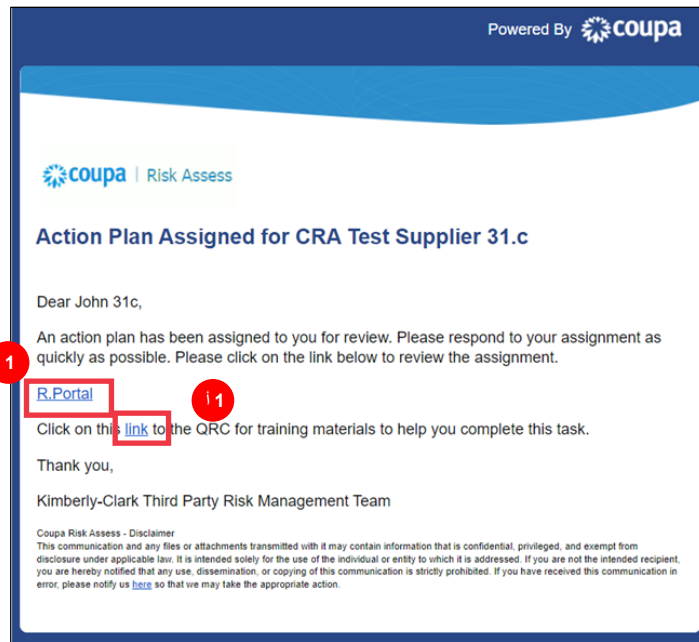 Powered By coupa
coupa | Risk Assess
Action Plan Assigned for CRA Test Supplier 31.c
Dear John 31c,
An action plan has been assigned to you for review. Please respond to your assignment as
quickly as possible. Please click on the link below to review the assignment.
1
R.Portal
أ 1
Click on this link to the QRC for training materials to help you complete this task.
Thank you,
Kimberly-Clark Third Party Risk Management Team
Coupa Risk Assess - Disclaimer
This communication and any files or attachments transmitted with it may contain information that is confidential, privileged, and exempt from
disclosure under applicable law. It is intended solely for the use of the individual or entity to which it is addressed. If you are not the intended recipient,
you are hereby notified that any use, dissemination, or copying of this communication is strictly prohibited. If you have received this communication in
error, please notify us here so that we may take the appropriate action.